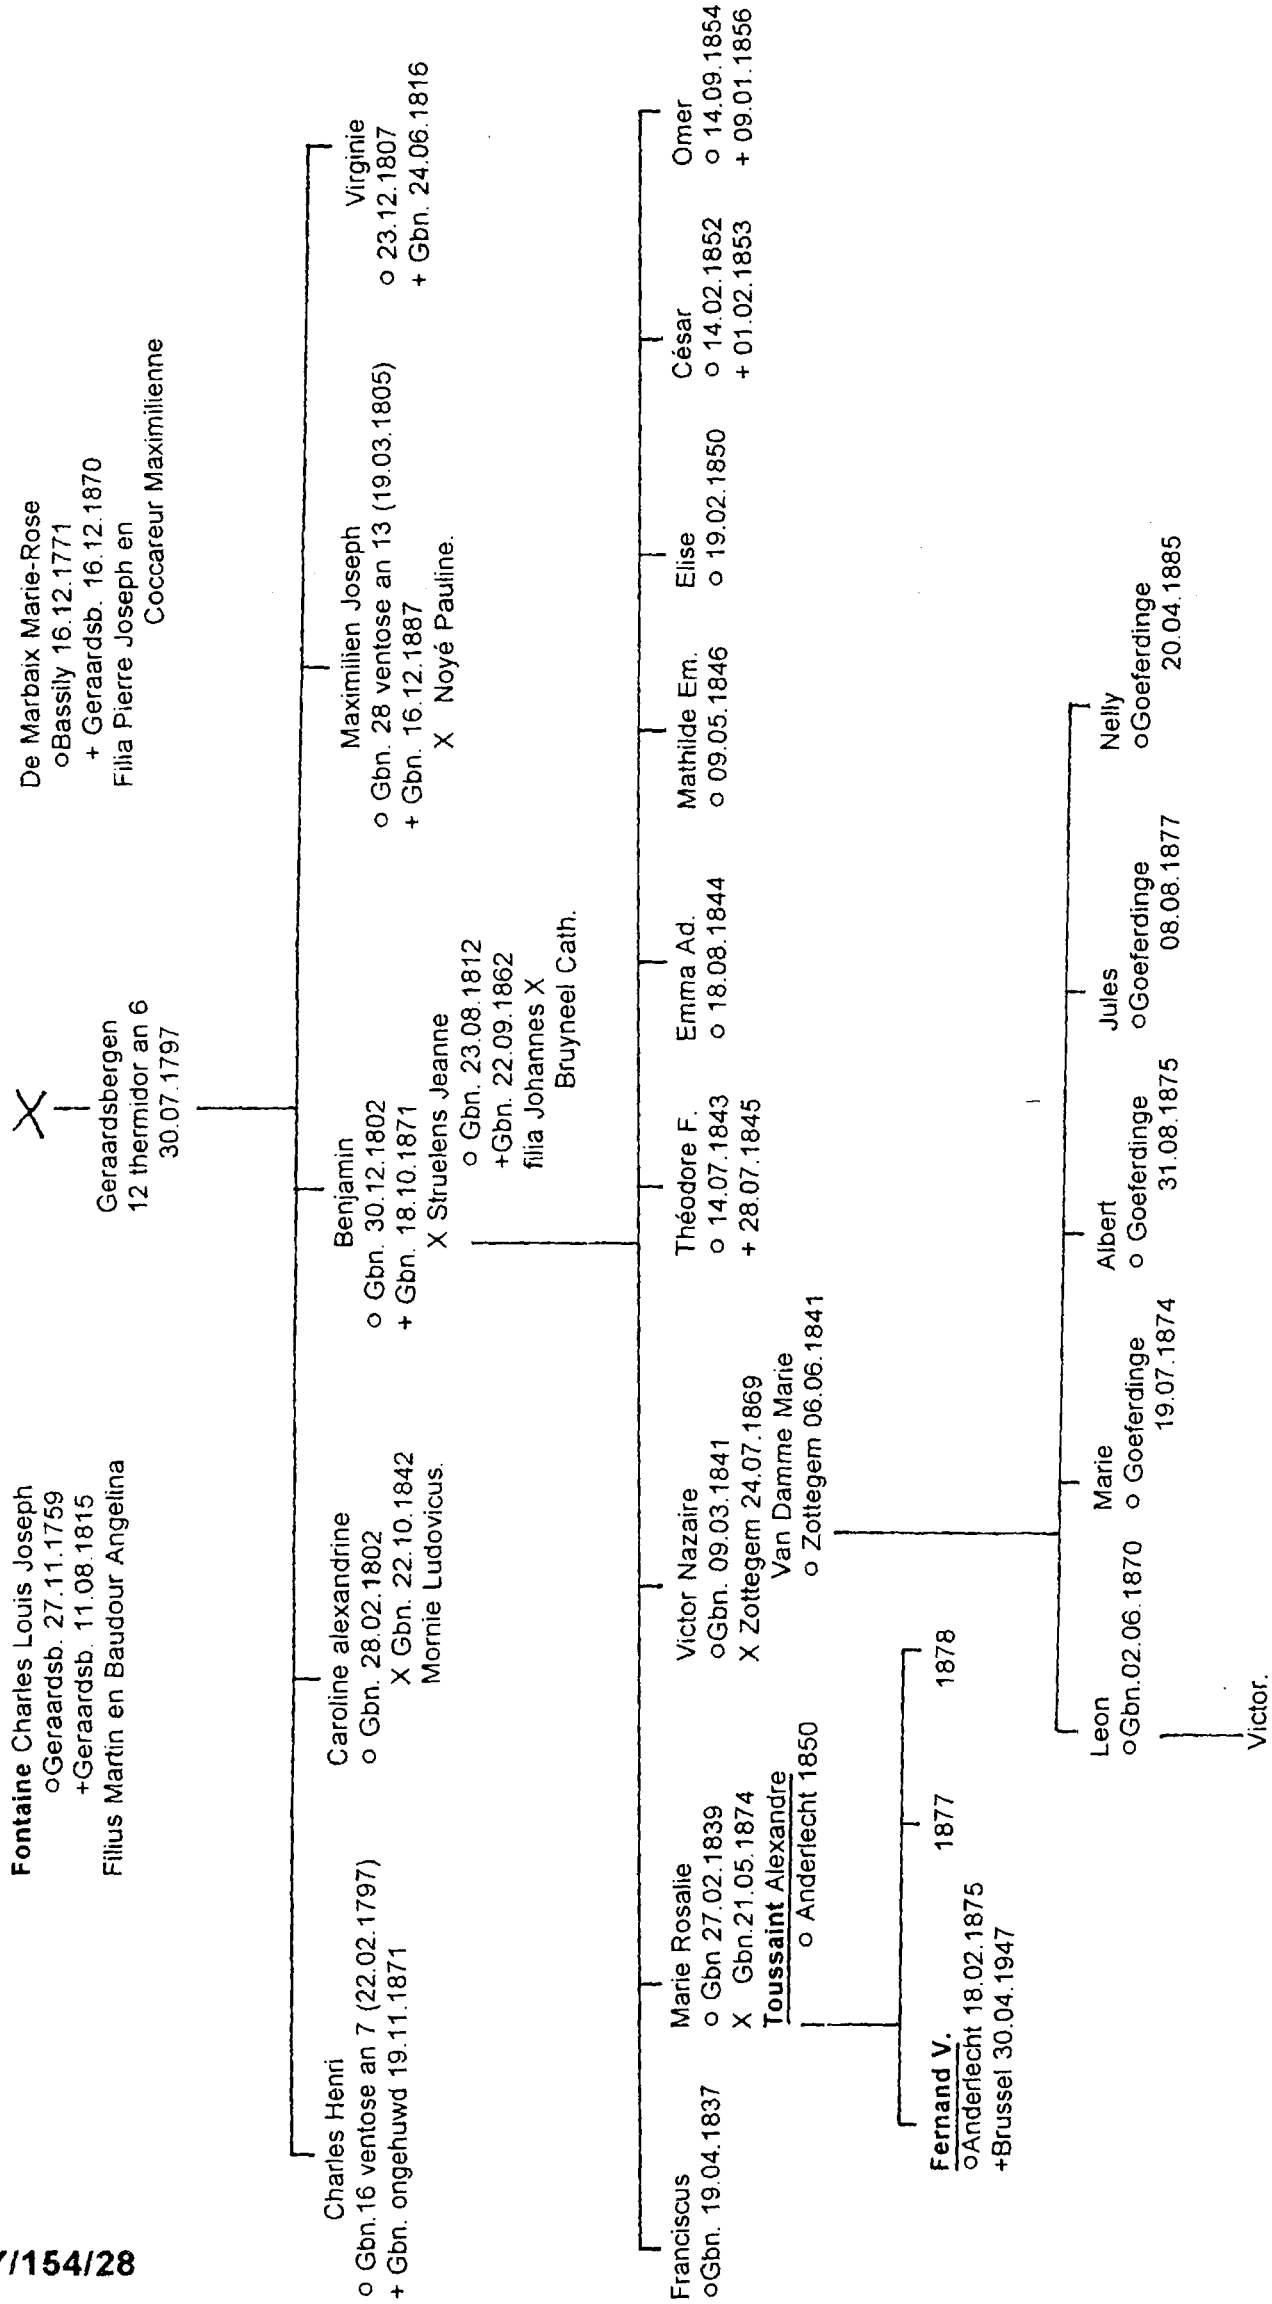 7/154/28
Fontaine Charles Louis Joseph
oGeraardsb. 27.11.1759
+Geraardsb. 11.08.1815
Filius Martin en Baudour Angelina
X
Geraardsbergen
12 thermidor an 6
30.07.1797
De Marbaix Marie-Rose
oBassily 16.12.1771
+ Geraardsb. 16.12.1870
Filia Pierre Joseph en
Coccareur Maximilienne
Charles Henri
o Gbn.16 ventose an 7 (22.02.1797)
+ Gbn. ongehuwd 19.11.1871
Caroline alexandrine
o Gbn. 28.02.1802
X Gbn. 22.10.1842
Mornie Ludovicus.
Benjamin
o Gbn. 30.12.1802
+ Gbn. 18.10.1871
X Struelens Jeanne
o Gbn. 23.08.1812
+Gbn. 22.09.1862
filia Johannes X
Bruyneel Cath.
Maximilien Joseph
o Gbn. 28 ventose an 13 (19.03.1805)
+ Gbn. 16.12.1887
X Noyé Pauline.
Virginie
o 23.12.1807
+ Gbn. 24.06.1816
Franciscus
oGbn. 19.04.1837
Marie Rosalie
o Gbn 27.02.1839
X Gbn.21.05.1874
Toussaint Alexandre
o Anderlecht 1850
Victor Nazaire
oGbn. 09.03.1841
X Zottegem 24.07.1869
Van Damme Marie
o Zottegem 06.06.1841
Théodore F.
o 14.07.1843
+ 28.07.1845
Emma Ad.
o 18.08.1844
Mathilde Em.
o 09.05.1846
Elise
o 19.02.1850
César
o 14.02.1852
+ 01.02.1853
Omer
o 14.09.1854
+ 09.01.1856
Fernand V.
oAnderlecht 18.02.1875
+Brussel 30.04.1947
1877
1878
Leon
oGbn.02.06.1870
Marie
o Goeferdinge
19.07.1874
Albert
o Goeferdinge
31.08.1875
Jules
oGoeferdinge
08.08.1877
Nelly
oGoeferdinge
20.04.1885
Victor.